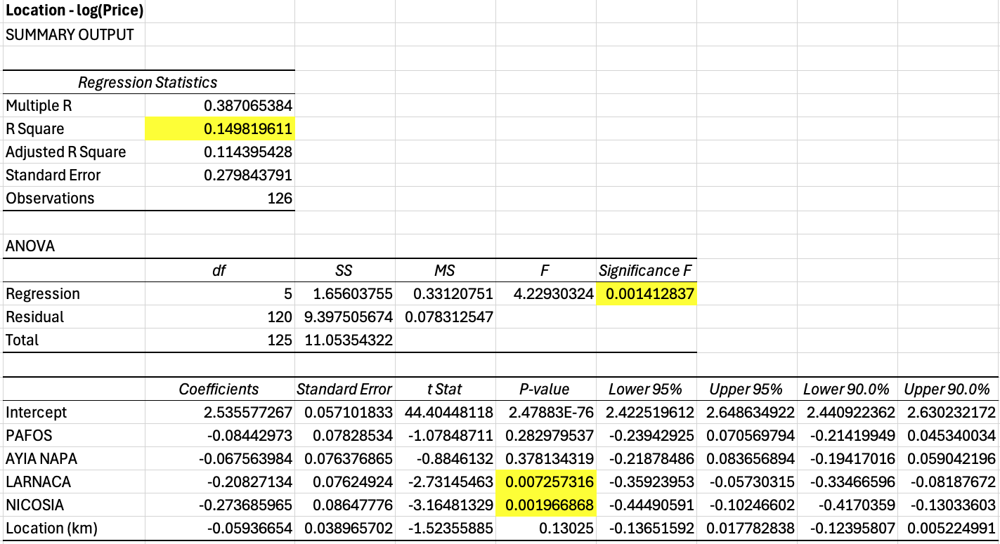 Location - log(Price)
SUMMARY OUTPUT
Regression Statistics
Multiple R 0.387065384
R Square 0.149819611
Adjusted R Square 0.114395428
Standard Error 0.279843791
Observations 126
ANOVA
df SS MS F Significance F
Regression 5 1.65603755 0.33120751 4.22930324 0.001412837
Residual 120 9.397505674 0.078312547
Total 125 11.05354322
Coefficients Standard Error t Stat P-value Lower 95% Upper 95% Lower 90.0% Upper 90.0%
Intercept 2.535577267 0.057101833 44.40448118 2.47883E-76 2.422519612 2.648634922 2.440922362 2.630232172
PAFOS -0.08442973 0.07828534 -1.07848711 0.282979537 -0.23942925 0.070569794 -0.21419949 0.045340034
AYIA NAPA -0.067563984 0.076376865 -0.8846132 0.378134319 -0.21878486 0.083656894 -0.19417016 0.059042196
LARNACA -0.20827134 0.07624924 -2.73145463 0.007257316 -0.35923953 -0.05730315 -0.33466596 -0.08187672
NICOSIA -0.273685965 0.08647776 -3.16481329 0.001966868 -0.44490591 -0.10246602 -0.4170359 -0.13033603
Location (km) -0.05936654 0.038965702 -1.52355885 0.13025 -0.13651592 0.017782838 -0.12395807 0.005224991